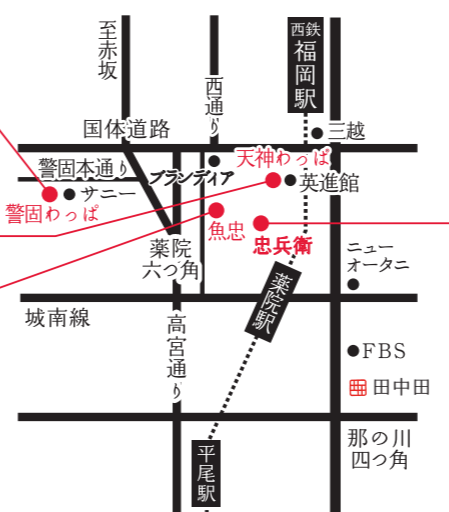 至赤坂
西鉄
福岡駅
西通り
国体道路
三越
警固本通り
ブランディア
天神わっぱ
サニー
英進館
警固わっぱ
魚忠
忠兵衛
薬院
六つ角
ニュー
オータニ
薬院駅
城南線
高宮通り
FBS
田中田
平尾駅
那の川
四つ角